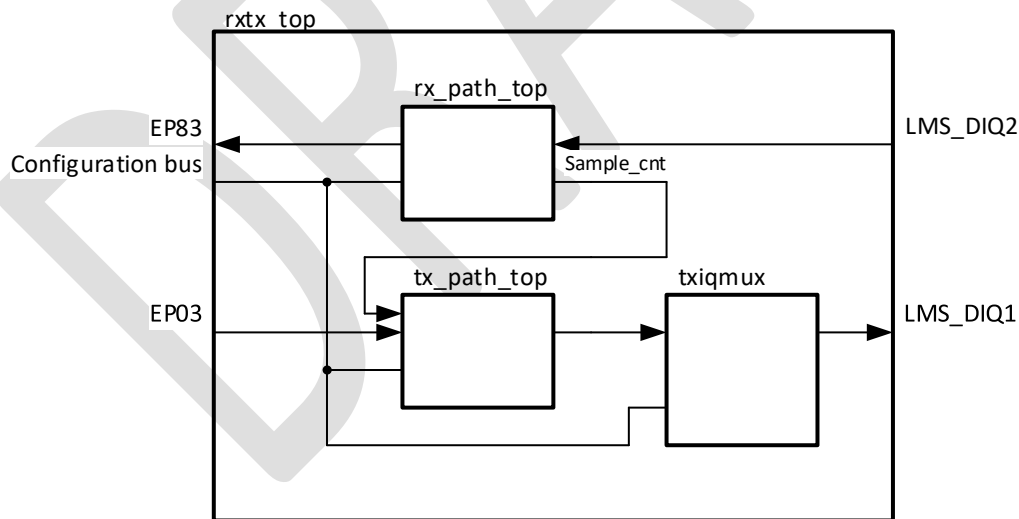 rxtx_top
rx_path_top
EP83
LMS_DIQ2
Configuration bus
Sample_cnt
tx_path_top
txiqmux
EP03
LMS_DIQ1